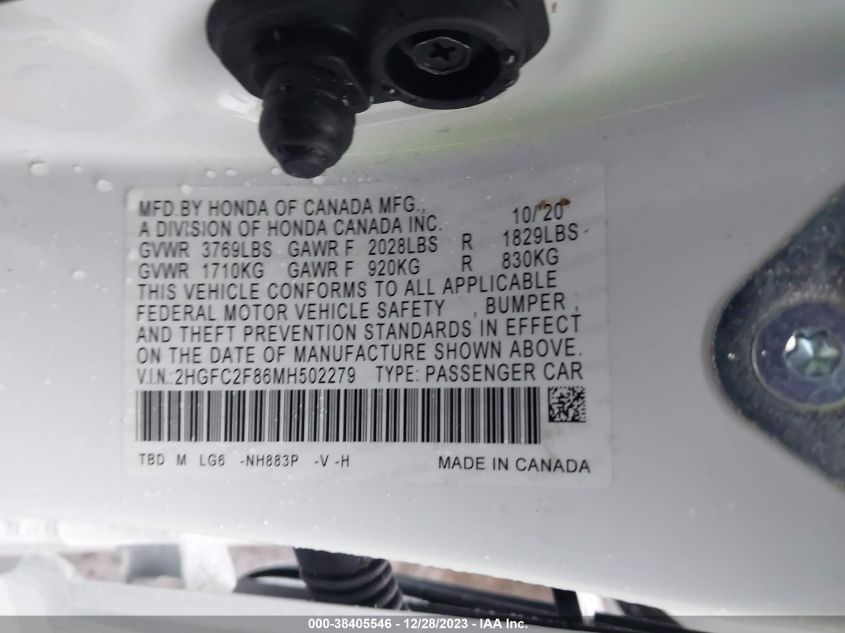 MFD.BY HONDA OF CANADA MFG., 10/'20
A DIVISION OF HONDA CANADA INC.
GVWR 3769LBS GAWR F 2028LBS R 1829LBS
GVWR 1710KG GAWR F 920KG R 830KG
THIS VEHICLE CONFORMS TO ALL APPLICABLE
FEDERAL MOTOR VEHICLE SAFETY , BUMPER ,
AND THEFT PREVENTION STANDARDS IN EFFECT
ON THE DATE OF MANUFACTURE SHOWN ABOVE.
V.I.N.:2HGFC2F86MH502279 TYPE: PASSENGER CAR
TBD M LG6 -NH883P -V -H MADE IN CANADA
000-38405546 - 12/28/2023 - IAA Inc.